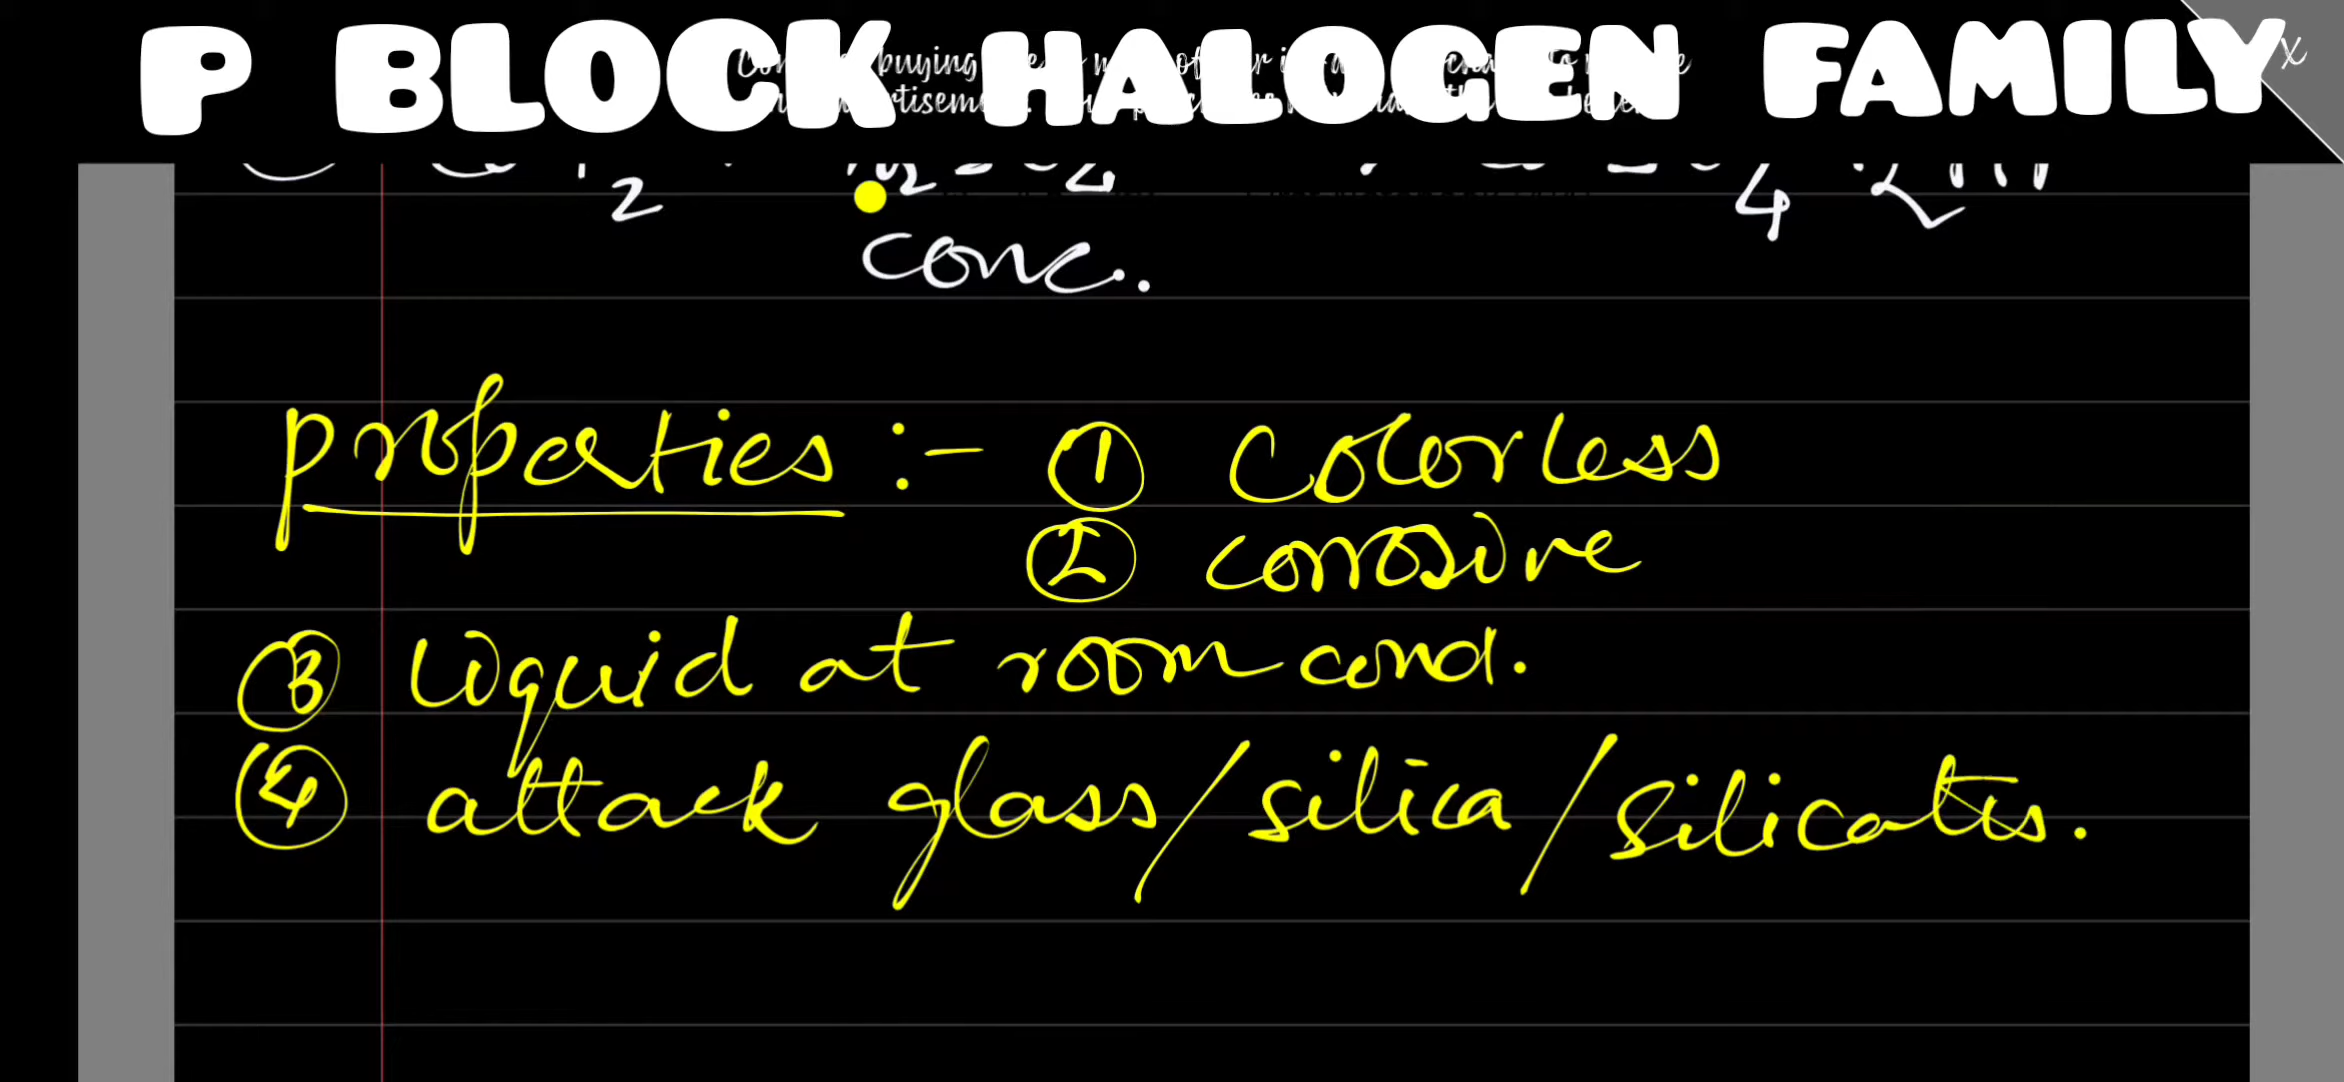 P BLOCK HALOGEN FAMILY
conc.
properties :- ① colorless
② corrosive
③ liquid at room cond.
④ attack glass/silica/silicates.